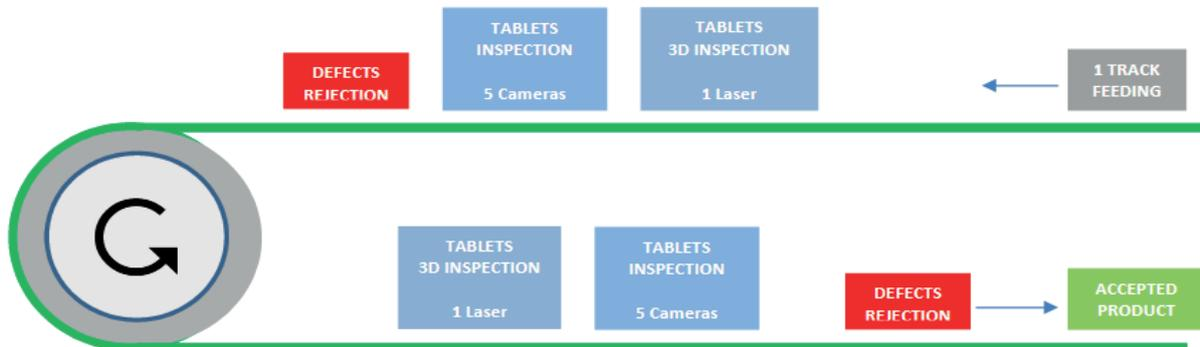 TABLETS
INSPECTION
5 Cameras
TABLETS
3D INSPECTION
1 Laser
DEFECTS
REJECTION
1 TRACK
FEEDING
TABLETS
3D INSPECTION
1 Laser
TABLETS
INSPECTION
5 Cameras
DEFECTS
REJECTION
ACCEPTED
PRODUCT